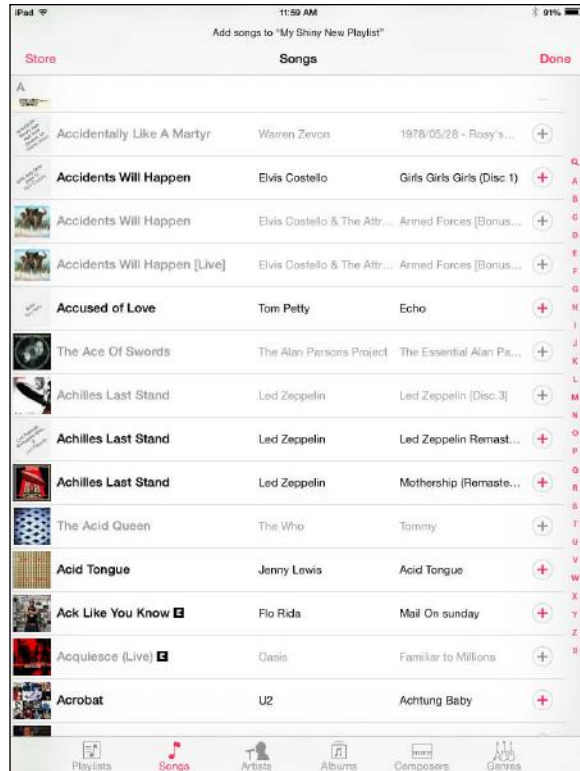 iPad 11:59 AM 91%
Add songs to “My Shiny New Playlist”
Store Songs Done
A
Accidentally Like A Martyr Warren Zevon 1978/05/28 - Rosy's...
Accidents Will Happen Elvis Costello Girls Girls Girls (Disc 1)
Accidents Will Happen Elvis Costello & The Attr... Armed Forces [Bonus...
Accidents Will Happen [Live] Elvis Costello & The Attr... Armed Forces [Bonus...
Accused of Love Tom Petty Echo
The Ace Of Swords The Alan Parsons Project The Essential Alan Pa...
Achilles Last Stand Led Zeppelin Led Zeppelin [Disc 3]
Achilles Last Stand Led Zeppelin Led Zeppelin Remast...
Achilles Last Stand Led Zeppelin Mothership (Remaste...
The Acid Queen The Who Tommy
Acid Tongue Jenny Lewis Acid Tongue
Ack Like You Know E Flo Rida Mail On sunday
Acquiesce (Live) E Oasis Familiar to Millions
Acrobat U2 Achtung Baby
A
B
C
D
E
F
G
H
I
J
K
L
M
N
O
P
Q
R
S
T
U
V
W
X
Y
Z
#
Playlists Songs Artists Albums Composers Genres